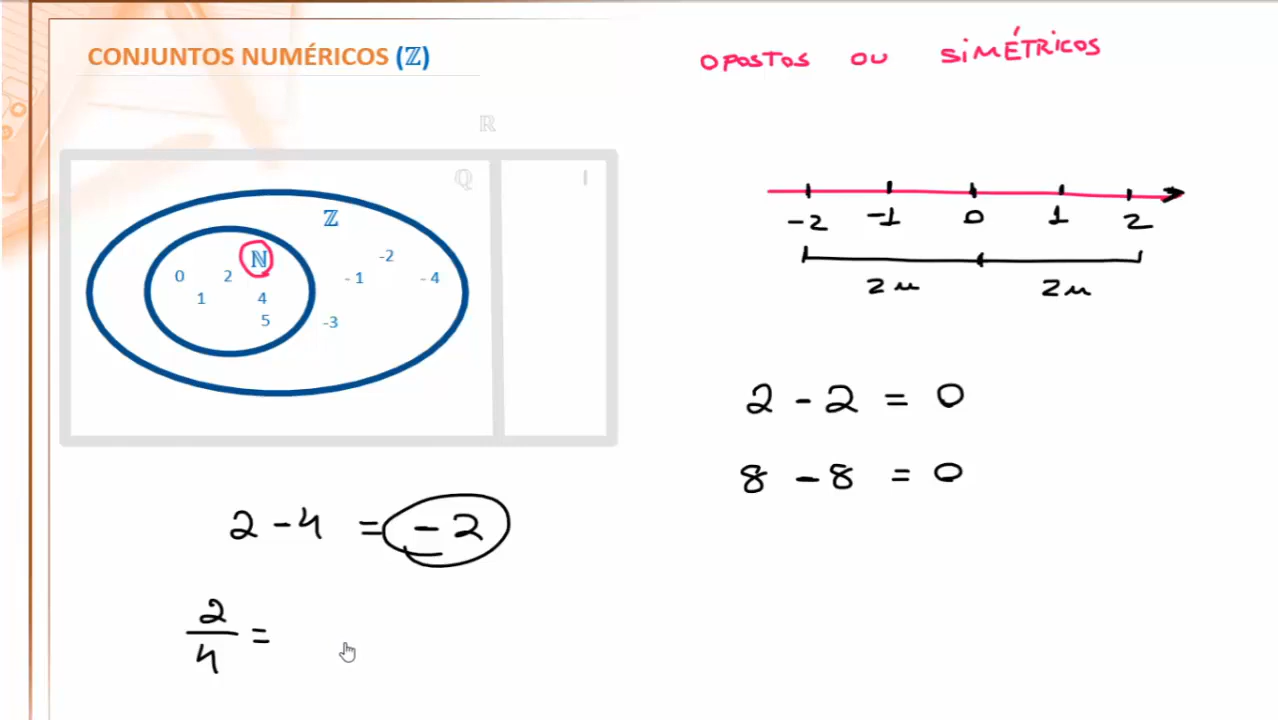 CONJUNTOS NUMÉRICOS (ℤ)
OPOSTOS OU SIMÉTRICOS
ℝ
ℚ I
ℤ
ℕ
0 2 -2
1 4 -1 -4
5 -3
-2 -1 0 1 2
2u 2u
2 - 2 = 0
8 - 8 = 0
2 - 4 = -2
2/4 =